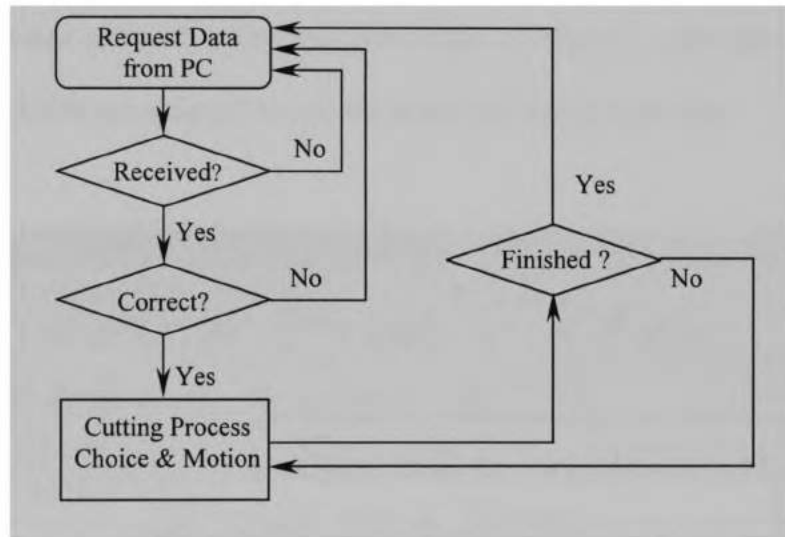 Request Data
from PC
Received?
No
Yes
Correct?
No
Yes
Cutting Process
Choice & Motion
Finished ?
Yes
No